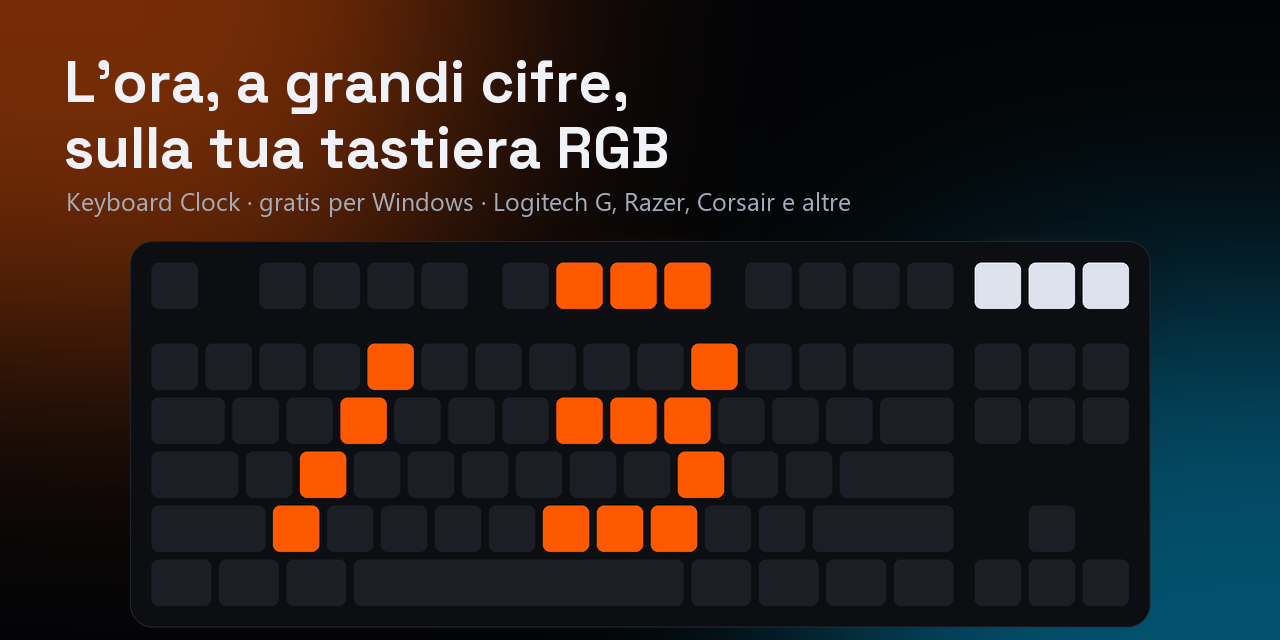 L’ora, a grandi cifre,
sulla tua tastiera RGB
Keyboard Clock · gratis per Windows · Logitech G, Razer, Corsair e altre